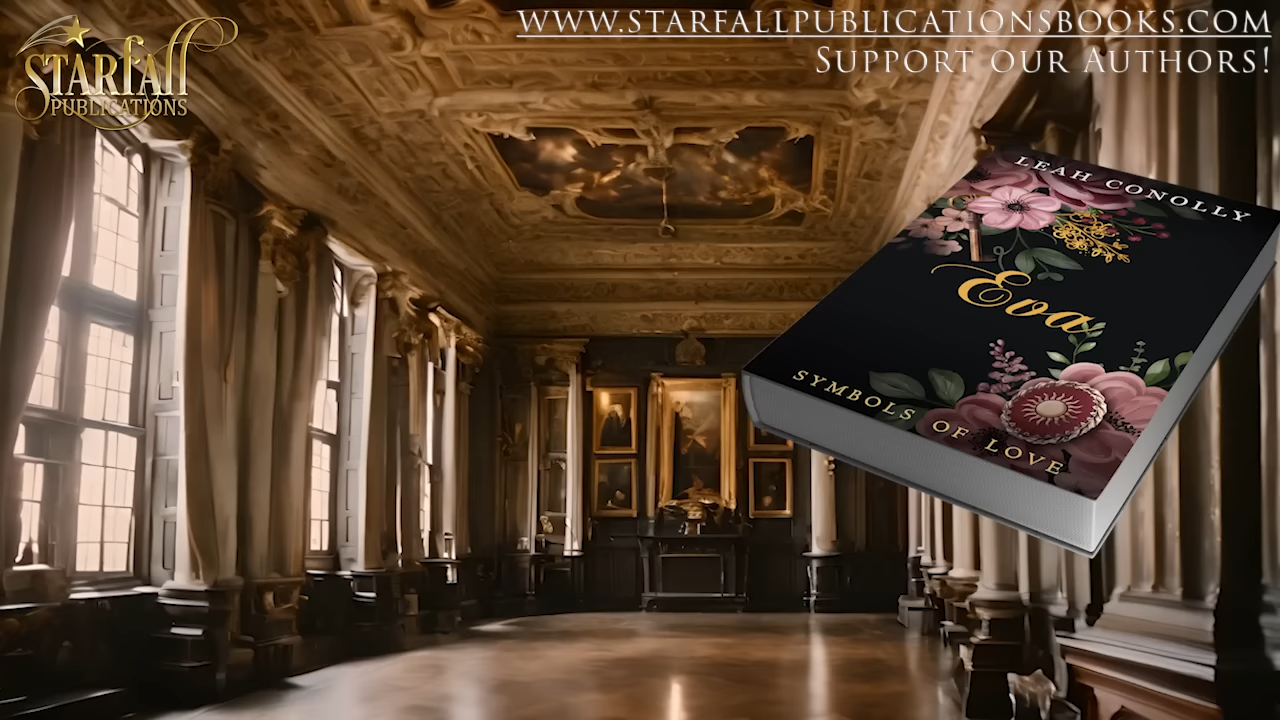 STARfall
PUBLICATIONS
WWW.STARFALLPUBLICATIONSBOOKS.COM
SUPPORT OUR AUTHORS!
LEAH CONOLLY
Eva
SYMBOLS OF LOVE